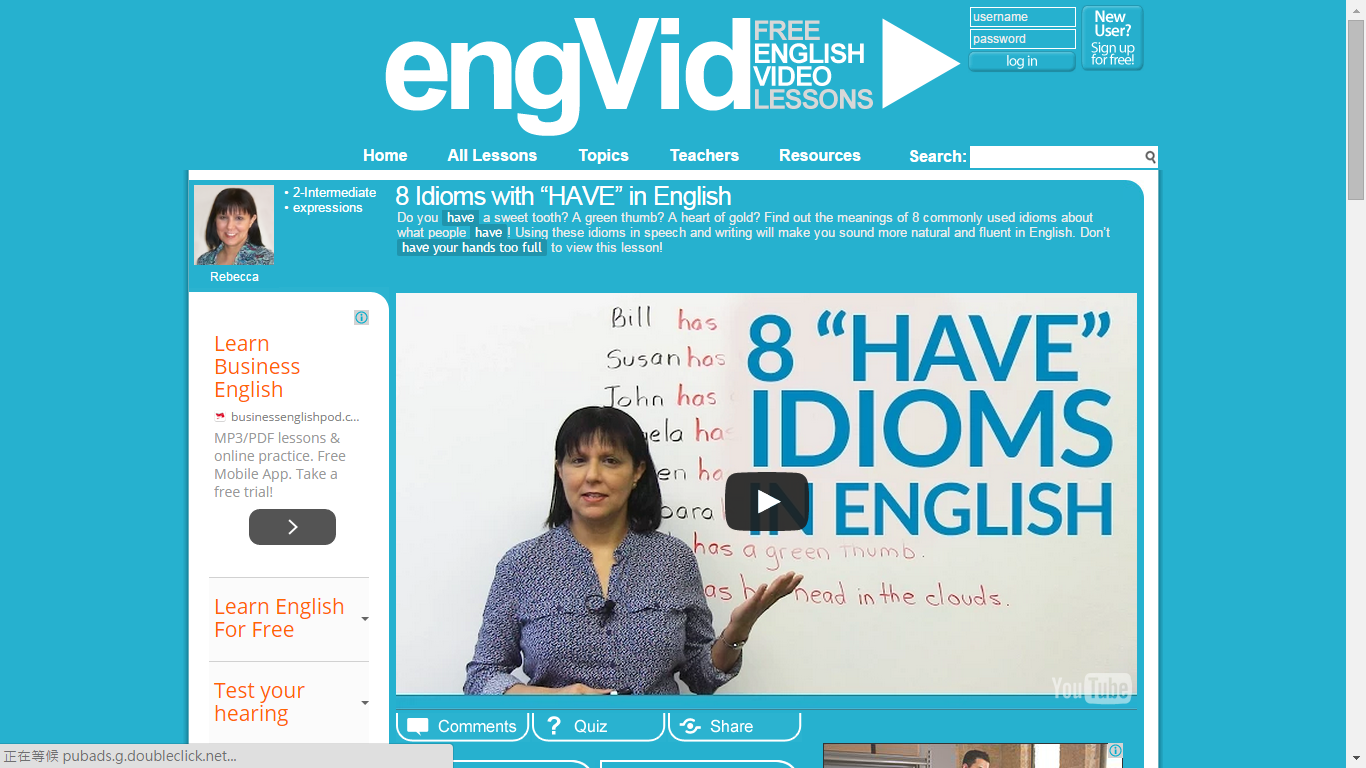 engVid
FREE
ENGLISH
VIDEO
LESSONS
username
password
log in
New
User?
Sign up
for free!
Home All Lessons Topics Teachers Resources Search:
• 2-Intermediate
• expressions
Rebecca
8 Idioms with “HAVE” in English
Do you have a sweet tooth? A green thumb? A heart of gold? Find out the meanings of 8 commonly used idioms about
what people have ! Using these idioms in speech and writing will make you sound more natural and fluent in English. Don’t
have your hands too full to view this lesson!
Learn
Business
English
businessenglishpod.c...
MP3/PDF lessons &
online practice. Free
Mobile App. Take a
free trial!
Learn English
For Free
Test your
hearing
Bill has
Susan has
John has
gela has
en ha
bara
has a green thumb.
as head in the clouds.
8 “HAVE”
IDIOMS
IN ENGLISH
YouTube
Comments ? Quiz Share
正在等候 pubads.g.doubleclick.net...